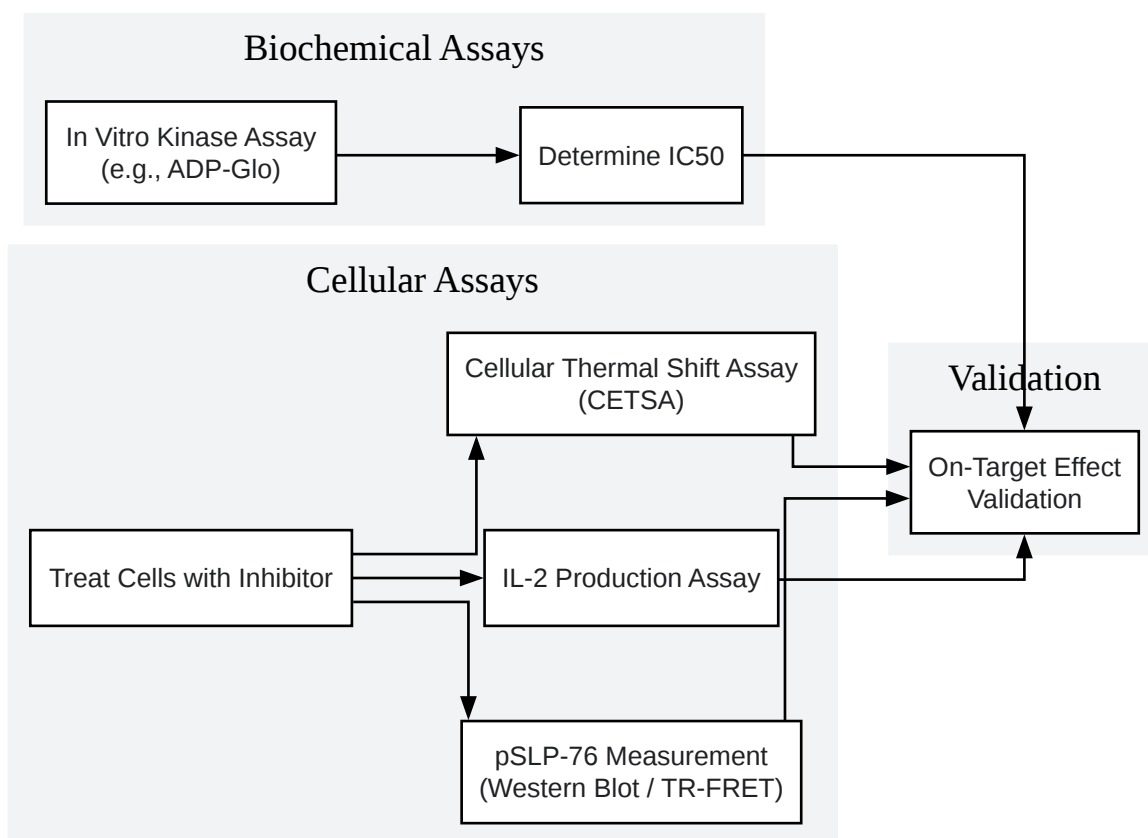 Biochemical Assays
In Vitro Kinase Assay
(e.g., ADP-Glo)
Determine IC50
Cellular Assays
Cellular Thermal Shift Assay
(CETSA)
Validation
On-Target Effect
Validation
Treat Cells with Inhibitor
IL-2 Production Assay
pSLP-76 Measurement
(Western Blot / TR-FRET)